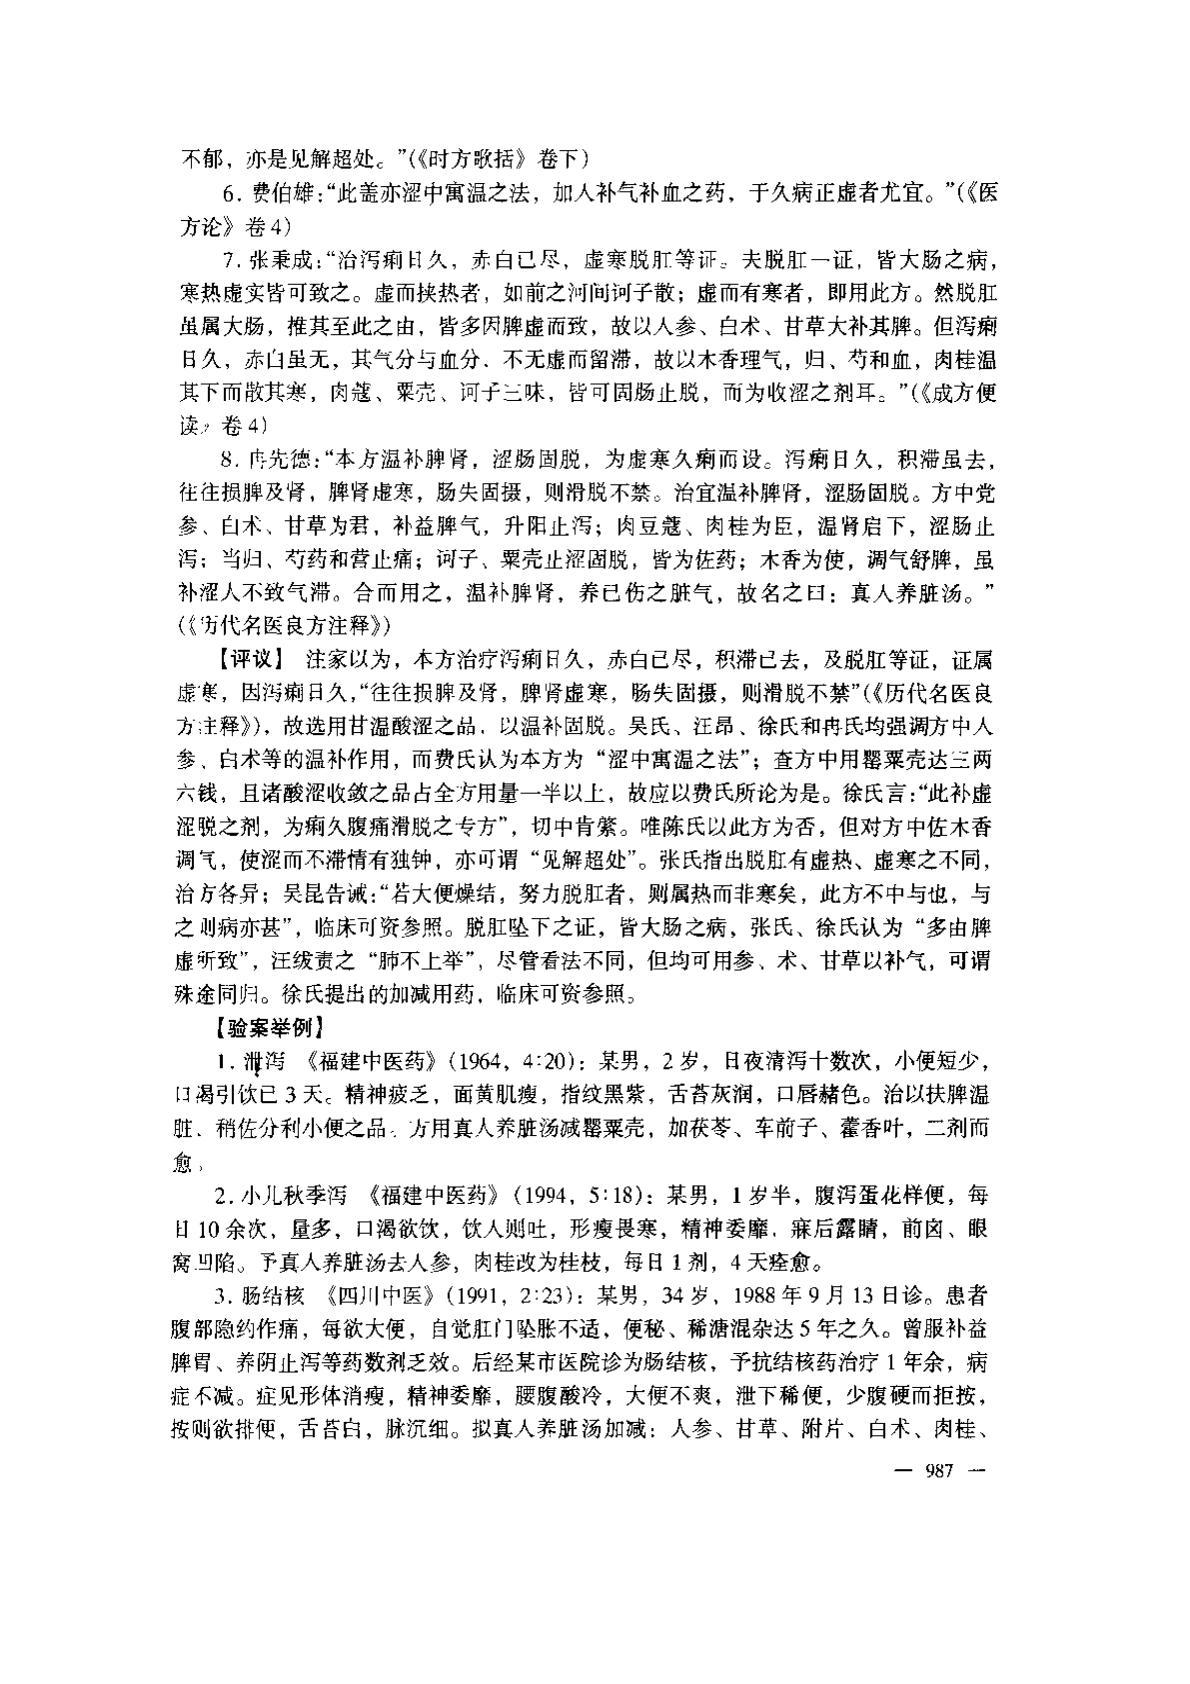 不郁，亦是见解超处。”(《时方歌括》卷下)
6. 费伯雄：“此盖亦涩中寓温之法，加人补气补血之药，于久病正虚者尤宜。”(《医
方论》卷4)
7. 张秉成：“治泻痢日久，赤白已尽，虚寒脱肛等证。夫脱肛一证，皆大肠之病，
寒热虚实皆可致之。虚而挟热者，如前之河间诃子散；虚而有寒者，即用此方。然脱肛
虽属大肠，推其至此之由，皆多因脾虚而致，故以人参、白术、甘草大补其脾。但泻痢
日久，赤白虽无，其气分与血分、不无虚而留滞，故以木香理气，归、芍和血，肉桂温
其下而散其寒，肉蔻、粟壳、诃子三味，皆可固肠止脱，而为收涩之剂耳。”(《成方便
读》卷4)
8. 冉先德：“本方温补脾肾，涩肠固脱，为虚寒久痢而设。泻痢日久，积滞虽去，
往往损脾及肾，脾肾虚寒，肠失固摄，则滑脱不禁。治宜温补脾肾，涩肠固脱。方中党
参、白术、甘草为君，补益脾气，升阳止泻；肉豆蔻、肉桂为臣，温肾启下，涩肠止
泻；当归、芍药和营止痛；诃子、粟壳止涩固脱，皆为佐药；木香为使，调气舒脾，虽
补涩人不致气滞。合而用之，温补脾肾，养已伤之脏气，故名之曰：真人养脏汤。”
(《历代名医良方注释》)
【评议】 注家以为，本方治疗泻痢日久，赤白已尽，积滞已去，及脱肛等证，证属
虚寒，因泻痢日久，“往往损脾及肾，脾肾虚寒，肠失固摄，则滑脱不禁”(《历代名医良
方注释》)，故选用甘温酸涩之品，以温补固脱。吴氏、汪昂、徐氏和冉氏均强调方中人
参、白术等的温补作用，而费氏认为本方为“涩中寓温之法”；查方中用罂粟壳达三两
六钱，且诸酸涩收敛之品占全方用量一半以上，故应以费氏所论为是。徐氏言：“此补虚
涩脱之剂，为痢久腹痛滑脱之专方”，切中肯綮。唯陈氏以此方为否，但对方中佐木香
调气，使涩而不滞情有独钟，亦可谓“见解超处”。张氏指出脱肛有虚热、虚寒之不同，
治方各异；吴昆告诫：“若大便燥结，努力脱肛者，则属热而非寒矣，此方不中与也，与
之则病亦甚”，临床可资参照。脱肛坠下之证，皆大肠之病，张氏、徐氏认为“多由脾
虚所致”，汪绂责之“肺不上举”，尽管看法不同，但均可用参、术、甘草以补气，可谓
殊途同归。徐氏提出的加减用药，临床可资参照。
【验案举例】
1. 泄泻 《福建中医药》(1964，4:20)：某男，2岁，日夜清泻十数次，小便短少，
口渴引饮已3天。精神疲乏，面黄肌瘦，指纹黑紫，舌苔灰润，口唇赭色。治以扶脾温
脏、稍佐分利小便之品。方用真人养脏汤减罂粟壳，加茯苓、车前子、藿香叶，二剂而
愈。
2. 小儿秋季泻 《福建中医药》(1994，5:18)：某男，1岁半，腹泻蛋花样便，每
日10余次，量多，口渴欲饮，饮人则吐，形瘦畏寒，精神委靡，寐后露睛，前囟、眼
窝凹陷。予真人养脏汤去人参，肉桂改为桂枝，每日1剂，4天痊愈。
3. 肠结核 《四川中医》(1991，2:23)：某男，34岁，1988年9月13日诊。患者
腹部隐约作痛，每欲大便，自觉肛门坠胀不适，便秘、稀溏混杂达5年之久。曾服补益
脾胃、养阴止泻等药数剂乏效。后经某市医院诊为肠结核，予抗结核药治疗1年余，病
症不减。症见形体消瘦，精神委靡，腰腹酸冷，大便不爽，泄下稀便，少腹硬而拒按，
按则欲排便，舌苔白，脉沉细。拟真人养脏汤加减：人参、甘草、附片、白术、肉桂、
— 987 —